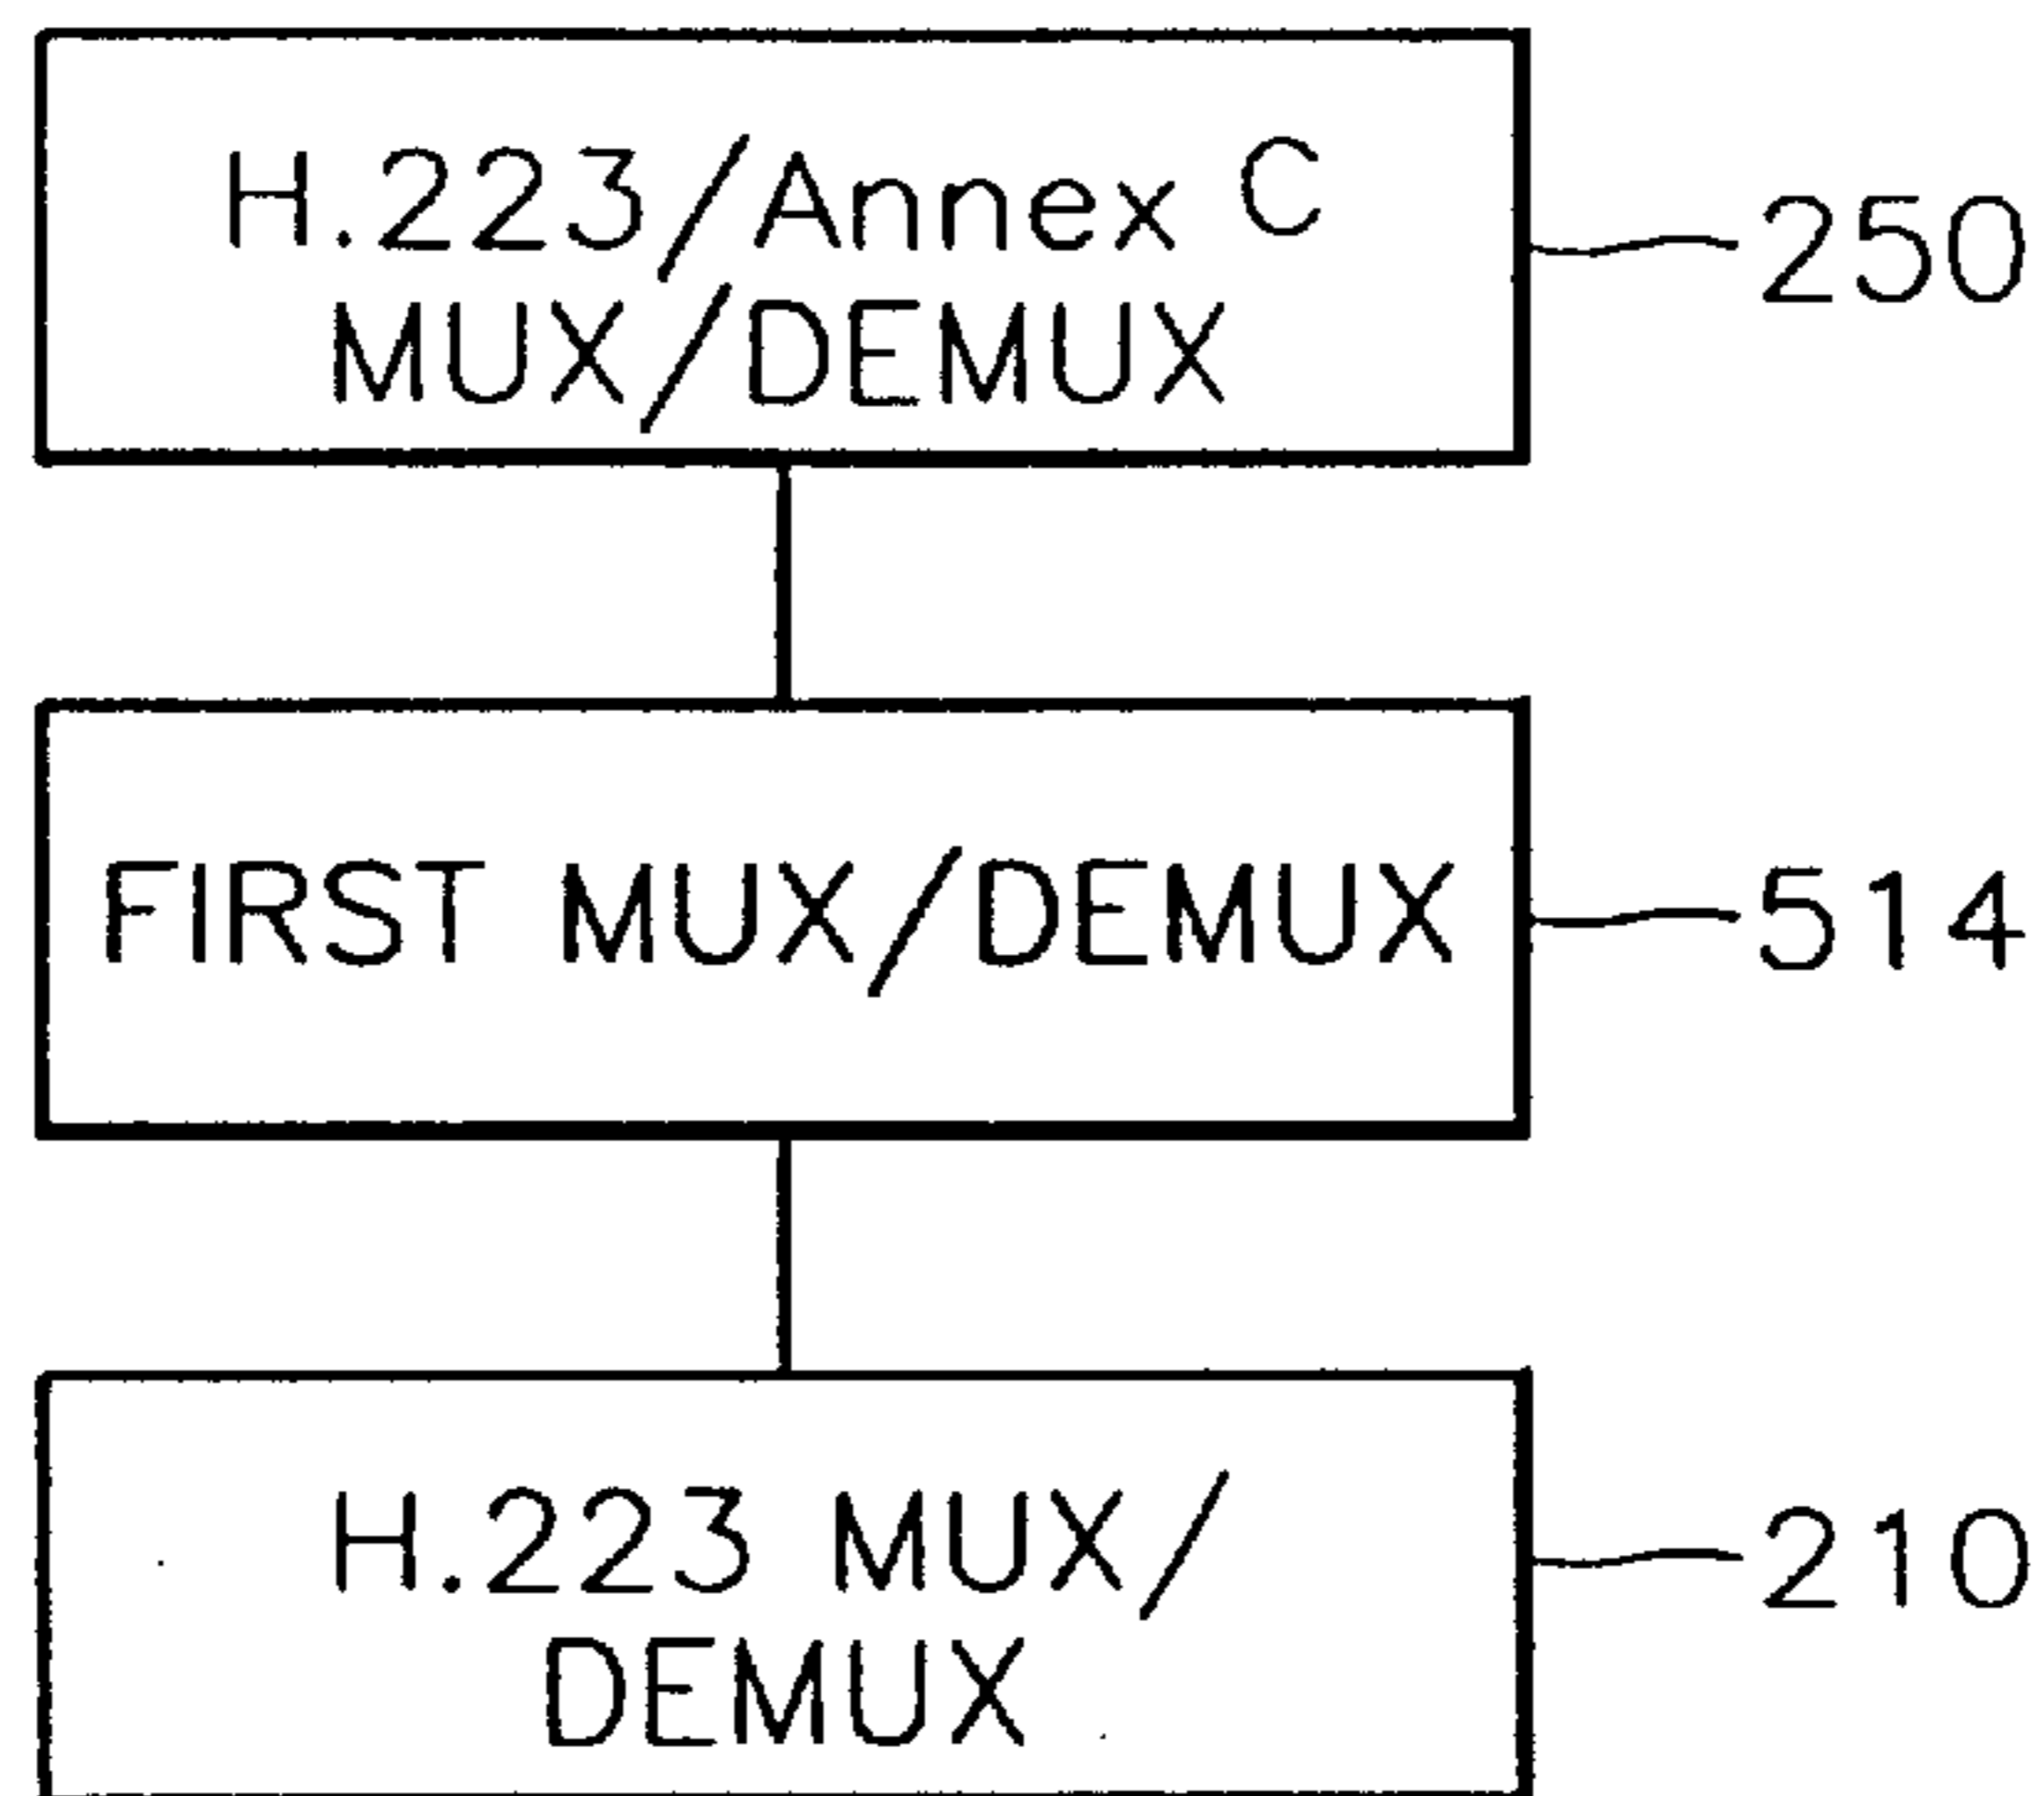 H.223/Annex C
MUX/DEMUX
250
FIRST MUX/DEMUX
514
H.223 MUX/
DEMUX
210